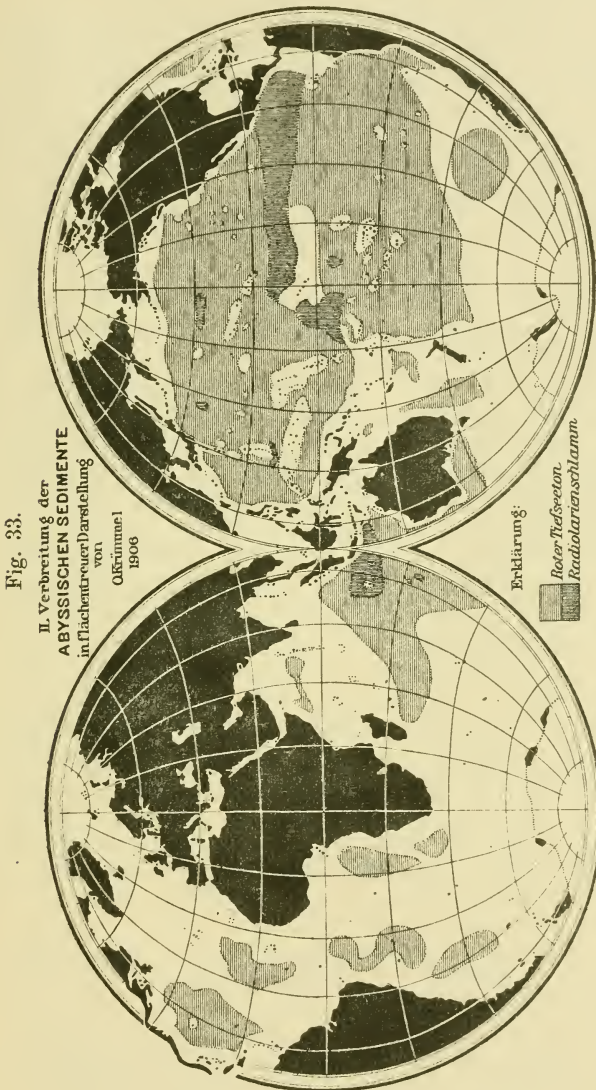 Fig. 33.
II. Verbreitung der
ABYSSISCHEN SEDIMENTE
in flächentreuer Darstellung
von
O.Krümmel
1906
Erklärung:
Roter Tiefseeton.
Radiolarienschlamm.